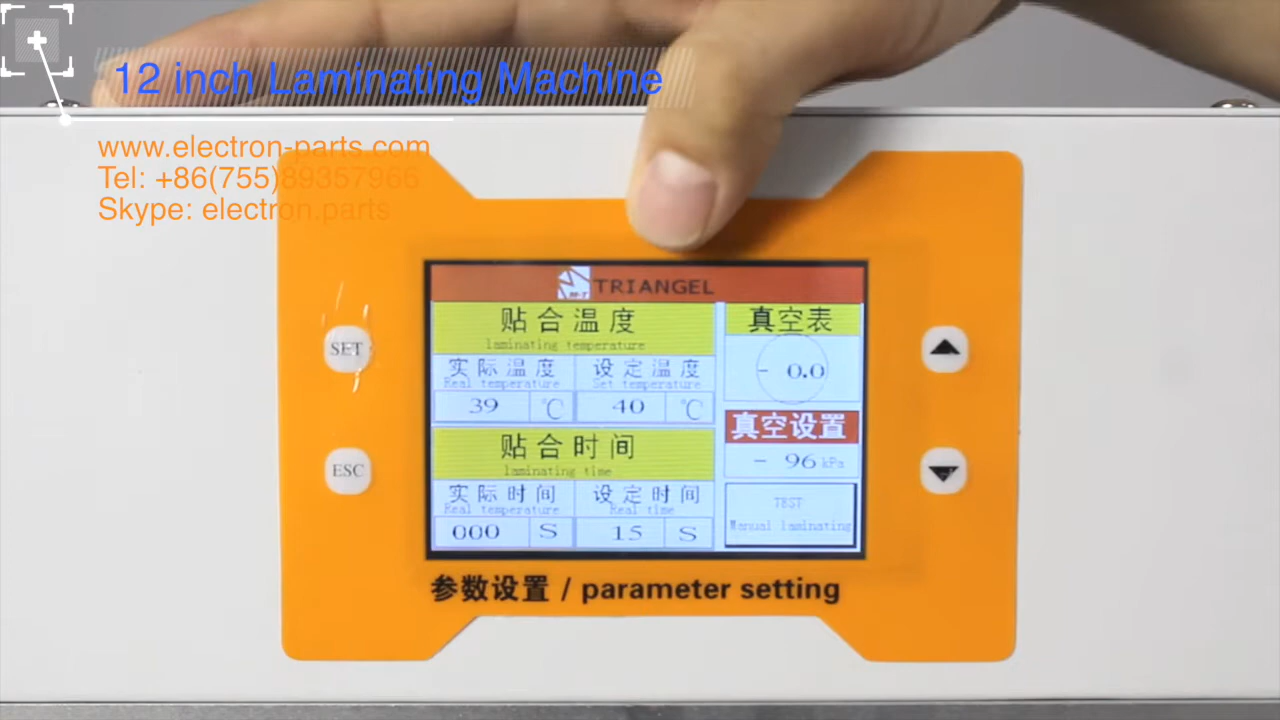 12 inch Laminating Machine
www.electron-parts.com
Tel: +86(755)89357966
Skype: electron.parts
TRIANGEL
贴合温度
laminating temperature
真空表
实际温度
设定温度
Real temperature
Set temperature
- 0.0
39
℃
40
℃
贴合时间
laminating time
真空设置
- 96 kPa
实际时间
设定时间
Real temperature
Real time
000
S
15
S
Manual laminating
SET
ESC
参数设置 / parameter setting